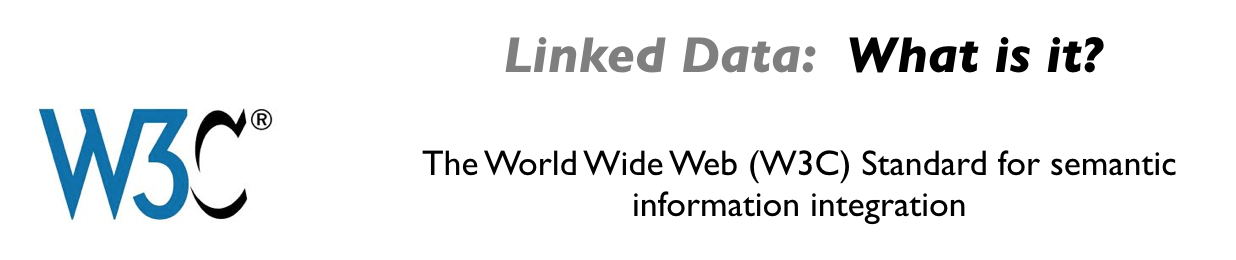 Linked Data: What is it?
W3C®
The World Wide Web (W3C) Standard for semantic
information integration